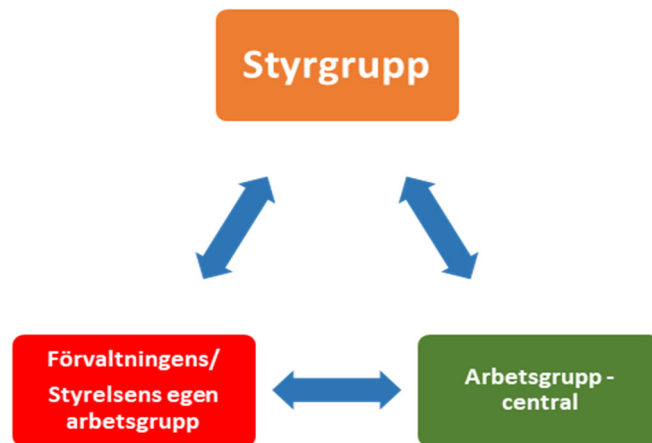 Styrgrupp
Förvaltningens/
Styrelsens egen
arbetsgrupp
Arbetsgrupp -
central